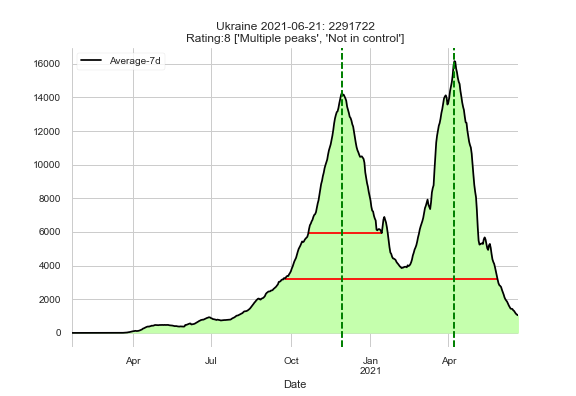 Ukraine 2021-06-21: 2291722
Rating:8 ['Multiple peaks', 'Not in control']
Average-7d
16000
14000
12000
10000
8000
6000
4000
2000
0
Apr
Jul
Oct
Jan
2021
Apr
Date